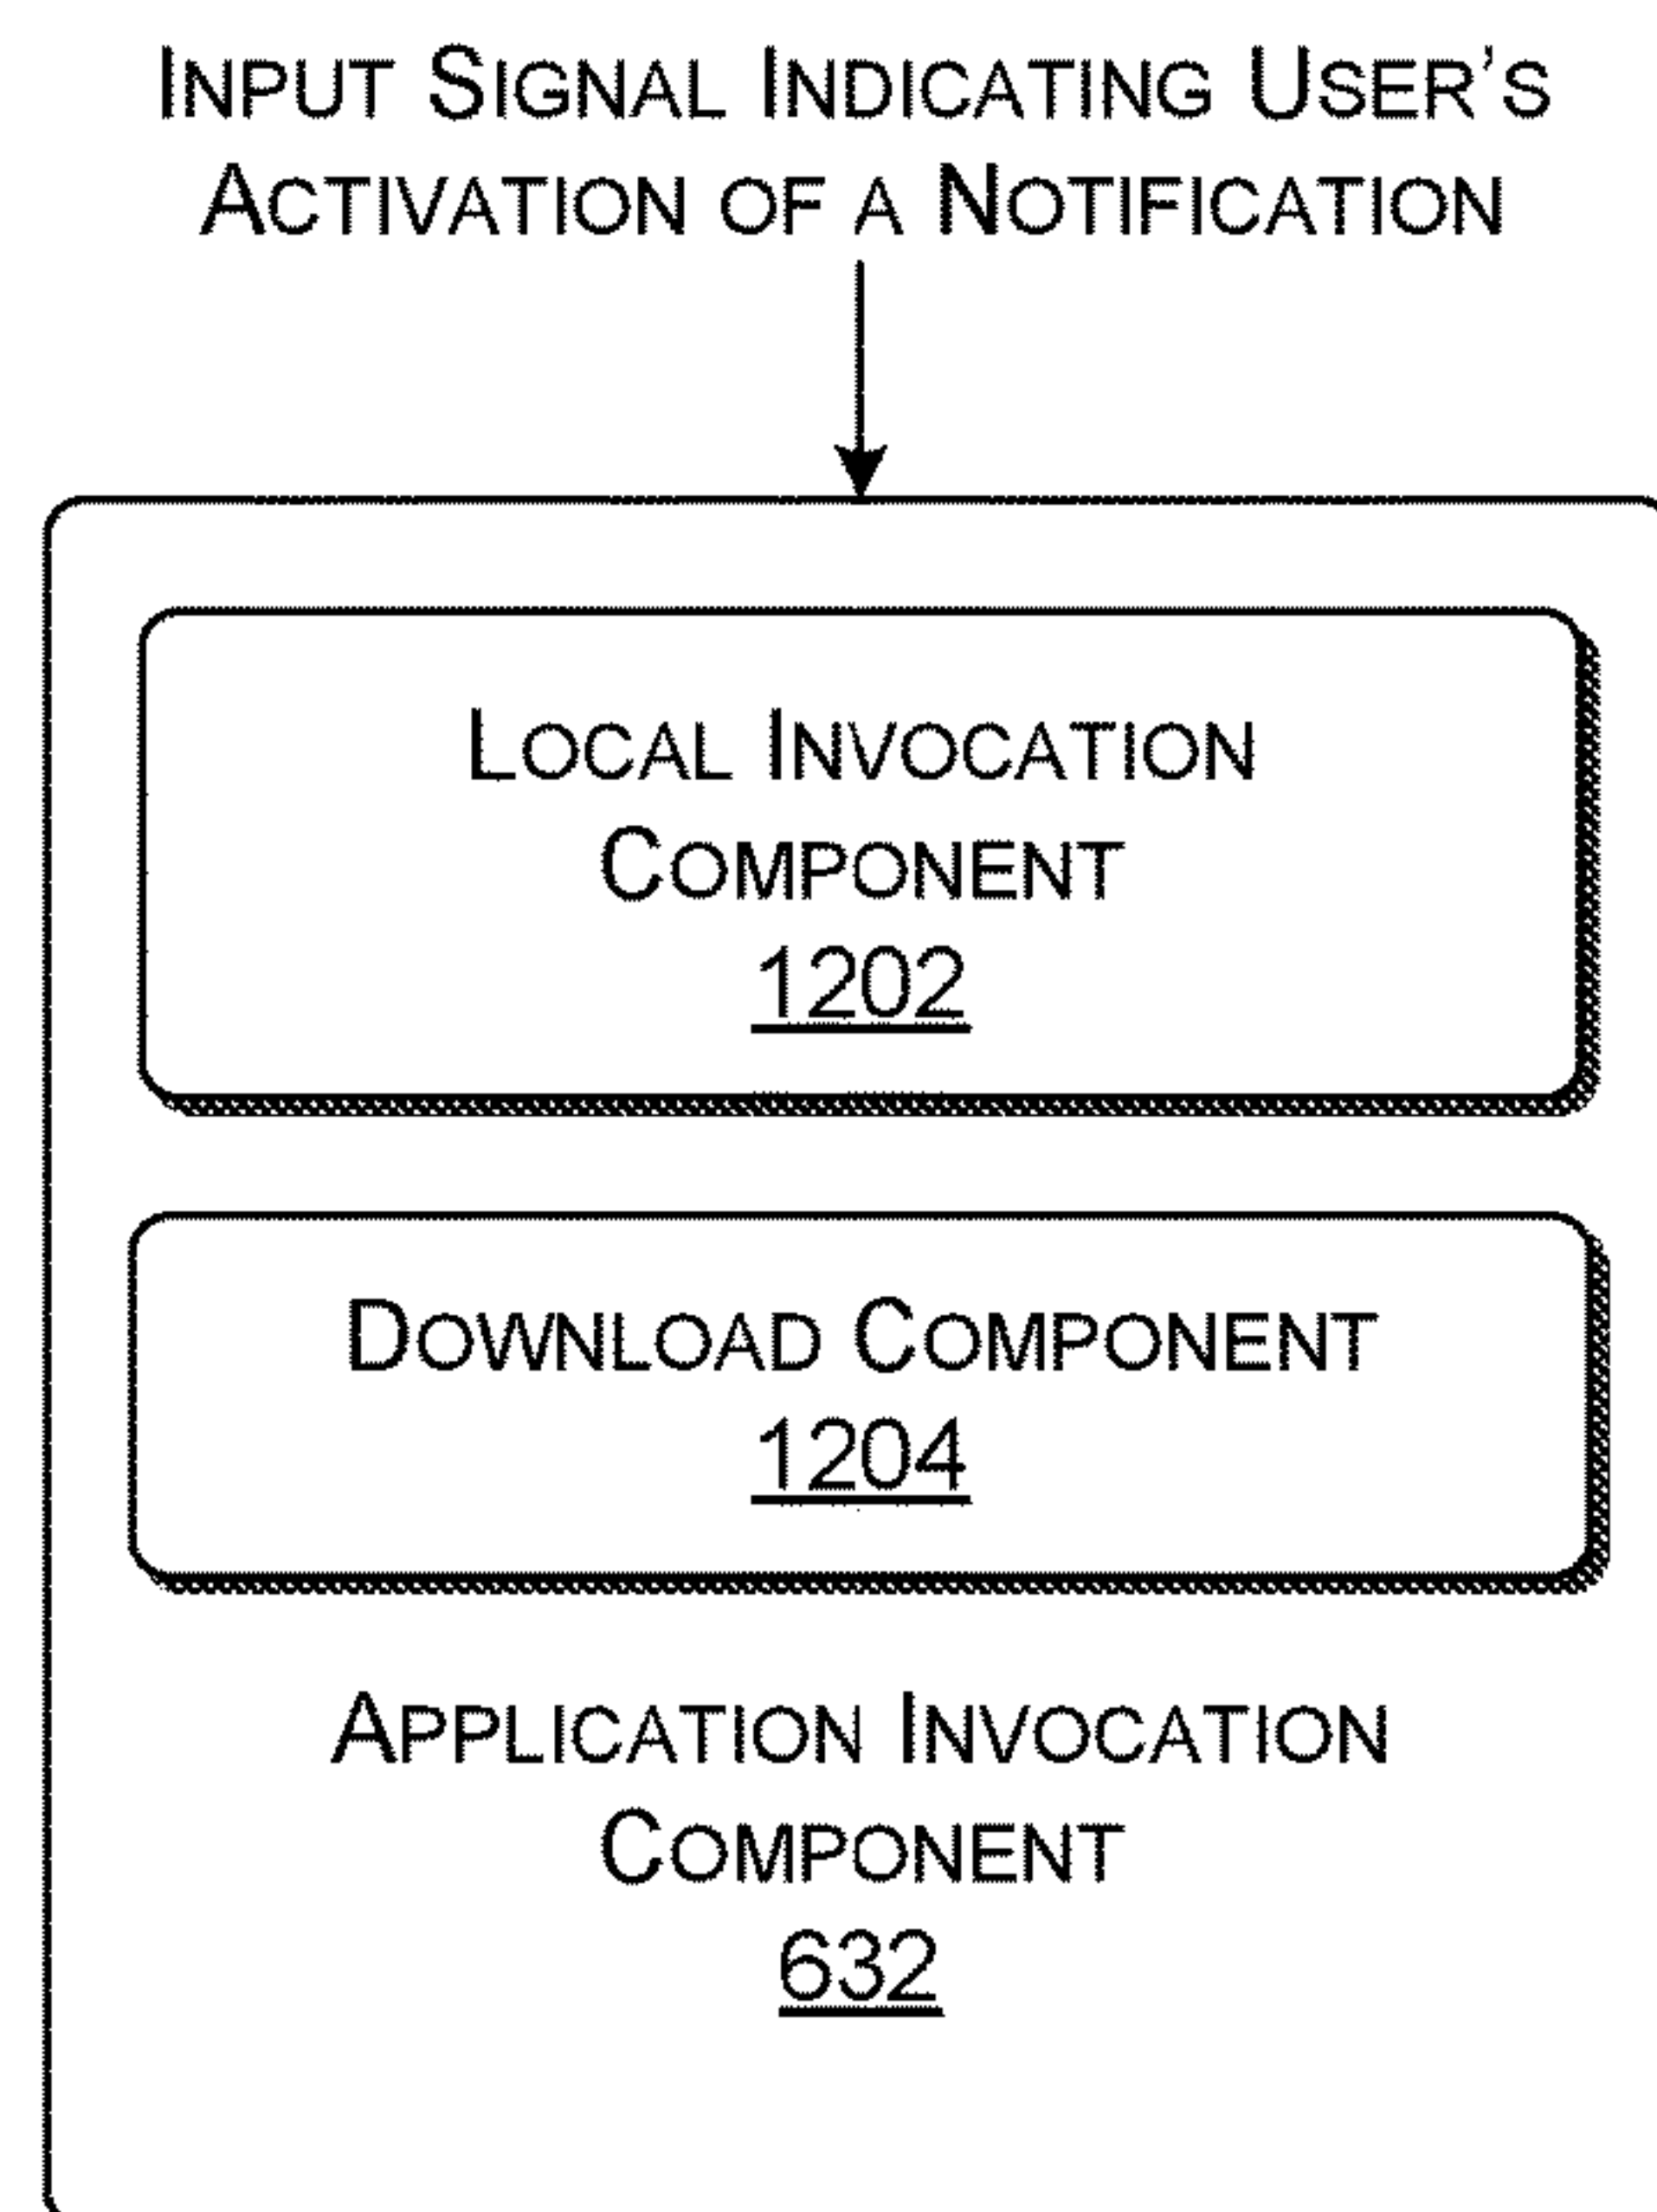 INPUT SIGNAL INDICATING USER'S
ACTIVATION OF A NOTIFICATION
LOCAL INVOCATION
COMPONENT
1202
DOWNLOAD COMPONENT
1204
APPLICATION INVOCATION
COMPONENT
632